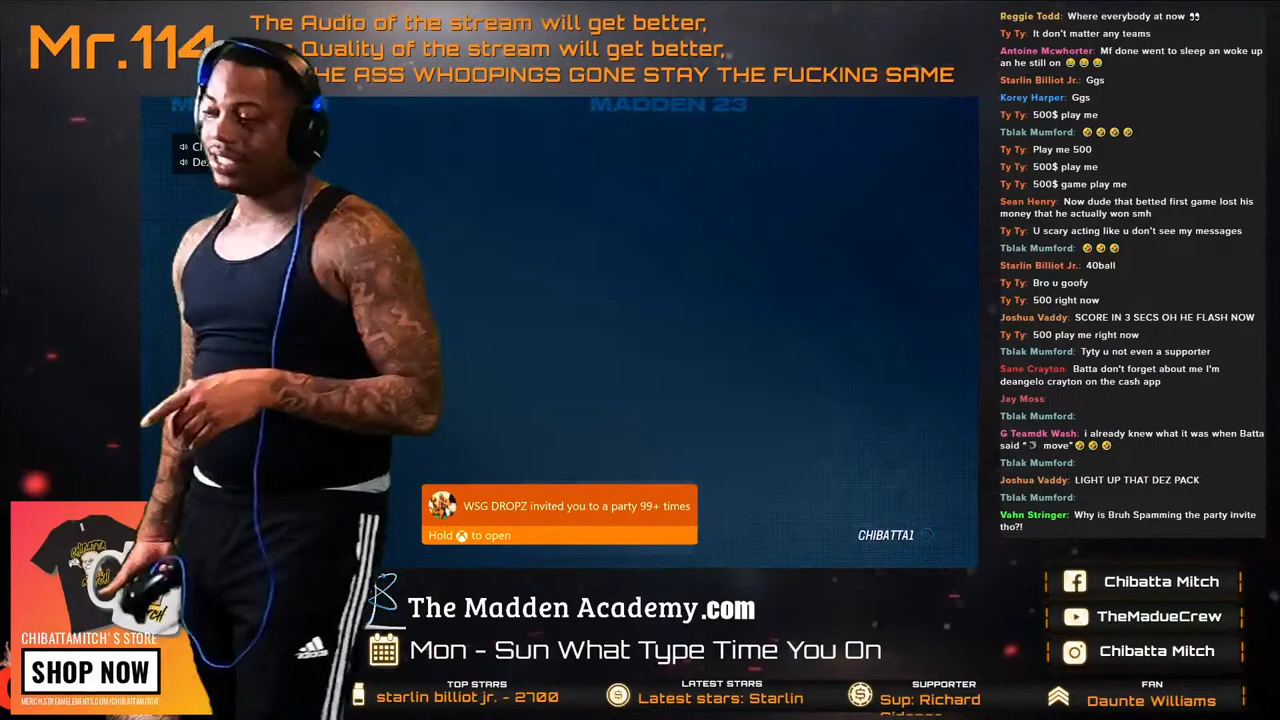 Mr.114
The Audio of the stream will get better,
Quality of the stream will get better,
HE ASS WHOOPINGS GONE STAY THE FUCKING SAME
MADDEN 23
WSG DROPZ invited you to a party 99+ times
Hold to open
CHIBATTA1
The Madden Academy.com
Mon - Sun What Type Time You On
CHIBATTAMITCH'S STORE
SHOP NOW
MERCH.STREAMELEMENTS.COM/CHIBATTAMITCH
TOP STARS
starlin billiot jr. - 2700
LATEST STARS
Latest stars: Starlin
SUPPORTER
Sup: Richard
FAN
Daunte Williams
Chibatta Mitch
TheMadueCrew
Chibatta Mitch
Reggie Todd: Where everybody at now 👀
Ty Ty: It don't matter any teams
Antoine Mcwhorter: Mf done went to sleep an woke up
an he still on 😂 😂 😂
Starlin Billiot Jr.: Ggs
Korey Harper: Ggs
Ty Ty: 500$ play me
Tblak Mumford: 🤣 🤣 🤣 🤣
Ty Ty: Play me 500
Ty Ty: 500$ play me
Ty Ty: 500$ game play me
Sean Henry: Now dude that betted first game lost his
money that he actually won smh
Ty Ty: U scary acting like u don't see my messages
Tblak Mumford: 🤣 🤣 🤣
Starlin Billiot Jr.: 40ball
Ty Ty: Bro u goofy
Ty Ty: 500 right now
Joshua Vaddy: SCORE IN 3 SECS OH HE FLASH NOW
Ty Ty: 500 play me right now
Tblak Mumford: Tyty u not even a supporter
Sane Crayton: Batta don't forget about me I'm
deangelo crayton on the cash app
Jay Moss:
Tblak Mumford:
G Teamdk Wash: i already knew what it was when Batta
said " move" 🤣 🤣 🤣
Tblak Mumford:
Joshua Vaddy: LIGHT UP THAT DEZ PACK
Tblak Mumford:
Vahn Stringer: Why is Bruh Spamming the party invite
tho?!